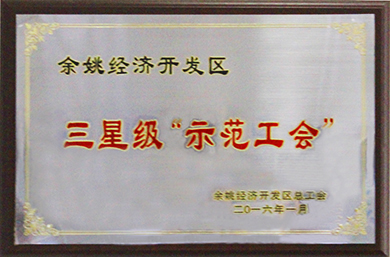 余姚经济开发区
三星级“示范工会”
余姚经济开发区总工会
二〇一六年一月